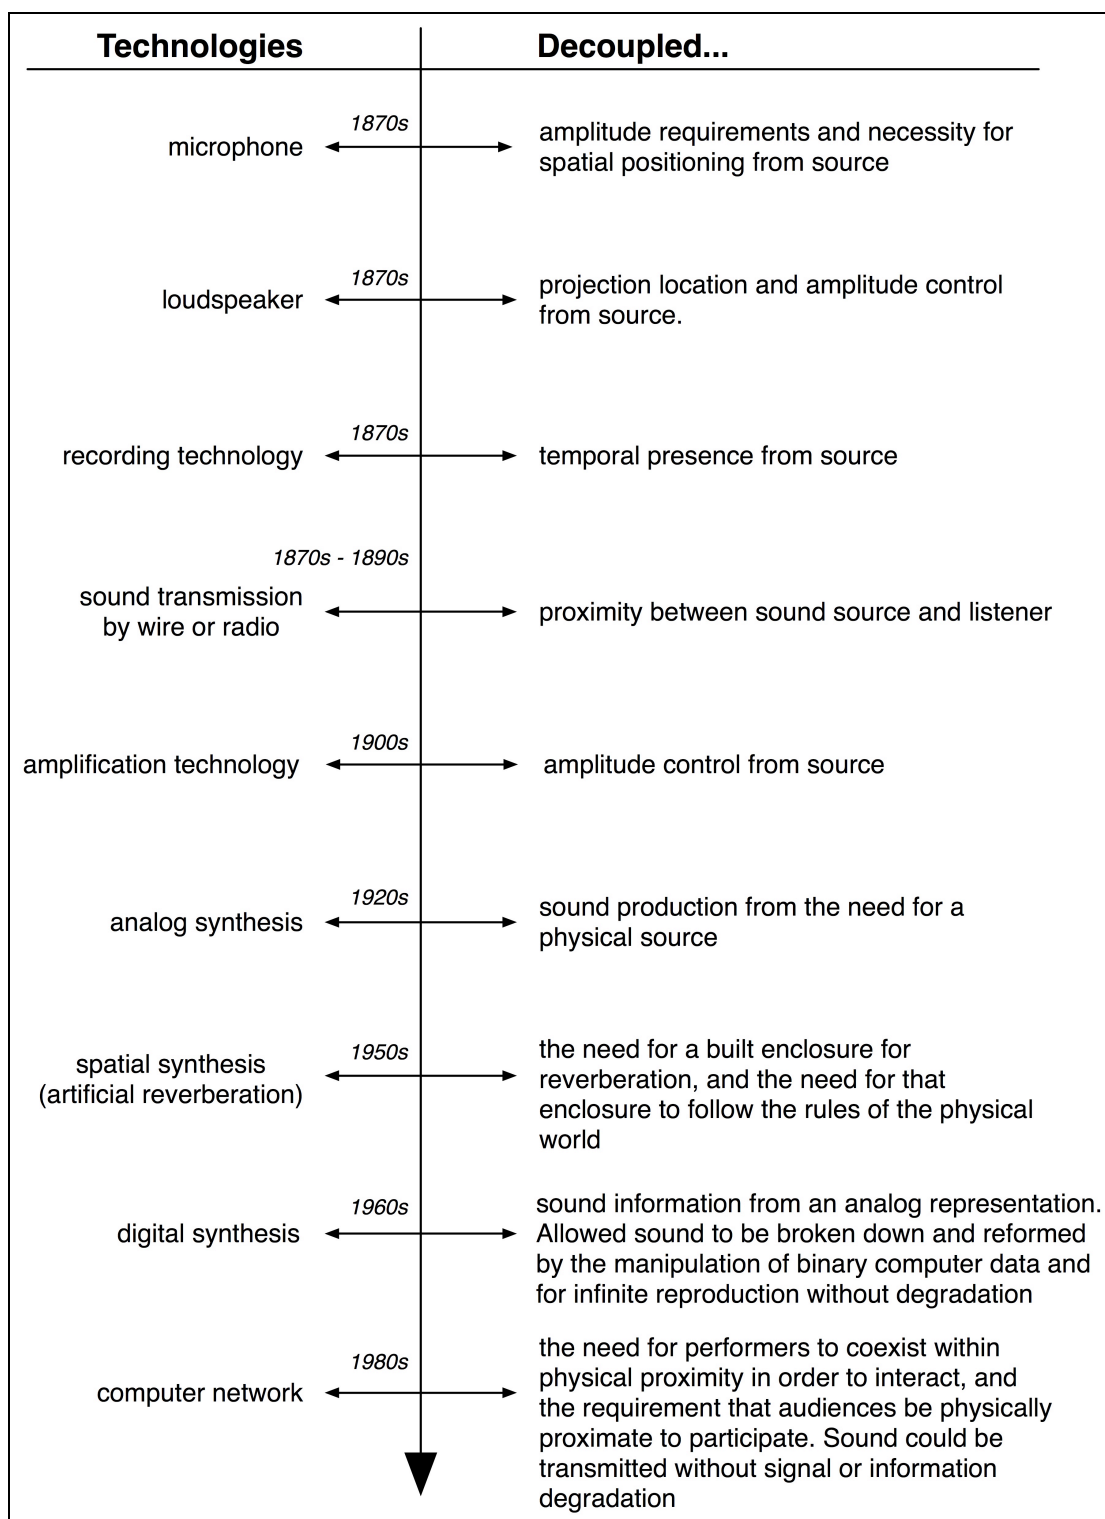 Technologies
Decoupled...
1870s
microphone
amplitude requirements and necessity for
spatial positioning from source
1870s
loudspeaker
projection location and amplitude control
from source.
1870s
recording technology
temporal presence from source
1870s - 1890s
sound transmission
by wire or radio
proximity between sound source and listener
1900s
amplification technology
amplitude control from source
1920s
analog synthesis
sound production from the need for a
physical source
1950s
spatial synthesis
(artificial reverberation)
the need for a built enclosure for
reverberation, and the need for that
enclosure to follow the rules of the physical
world
1960s
digital synthesis
sound information from an analog representation.
Allowed sound to be broken down and reformed
by the manipulation of binary computer data and
for infinite reproduction without degradation
1980s
computer network
the need for performers to coexist within
physical proximity in order to interact, and
the requirement that audiences be physically
proximate to participate. Sound could be
transmitted without signal or information
degradation